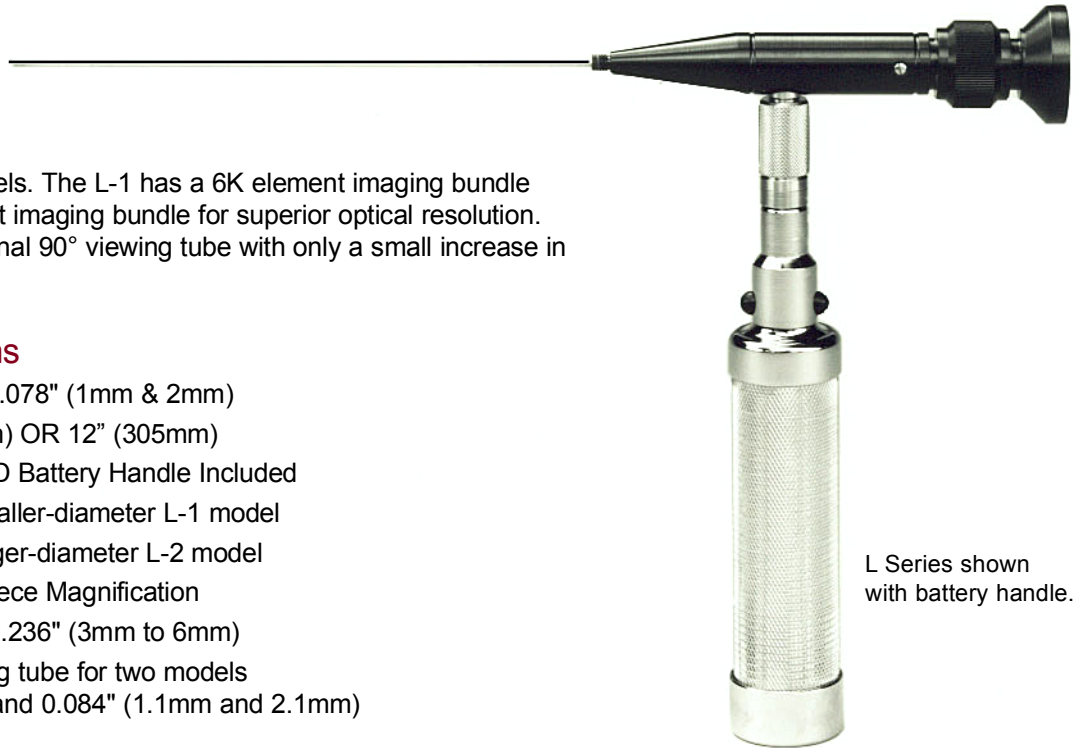 els. The L-1 has a 6K element imaging bundle
t imaging bundle for superior optical resolution.
nal 90° viewing tube with only a small increase in
ns
.078" (1mm & 2mm)
) OR 12” (305mm)
Battery Handle Included
aller-diameter L-1 model
ger-diameter L-2 model
ece Magnification
.236" (3mm to 6mm)
g tube for two models
and 0.084" (1.1mm and 2.1mm)
L Series shown
with battery handle.